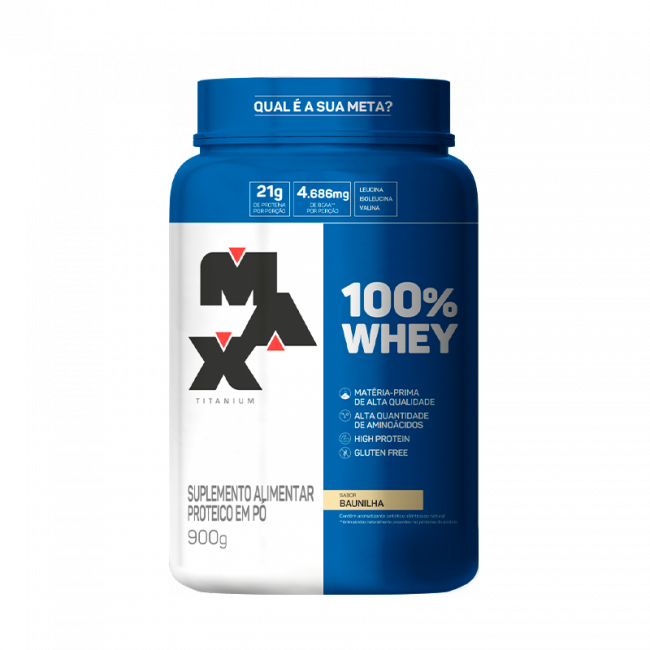 QUAL É A SUA META?
21g
DE PROTEÍNA
POR PORÇÃO
4.686mg
DE BCAA**
POR PORÇÃO
LEUCINA
ISOLEUCINA
VALINA
MAX
TITANIUM
100%
WHEY
MATÉRIA-PRIMA
DE ALTA QUALIDADE
ALTA QUANTIDADE
DE AMINOÁCIDOS
HIGH PROTEIN
GLUTEN FREE
SUPLEMENTO ALIMENTAR
PROTEICO EM PÓ
900g
SABOR
BAUNILHA